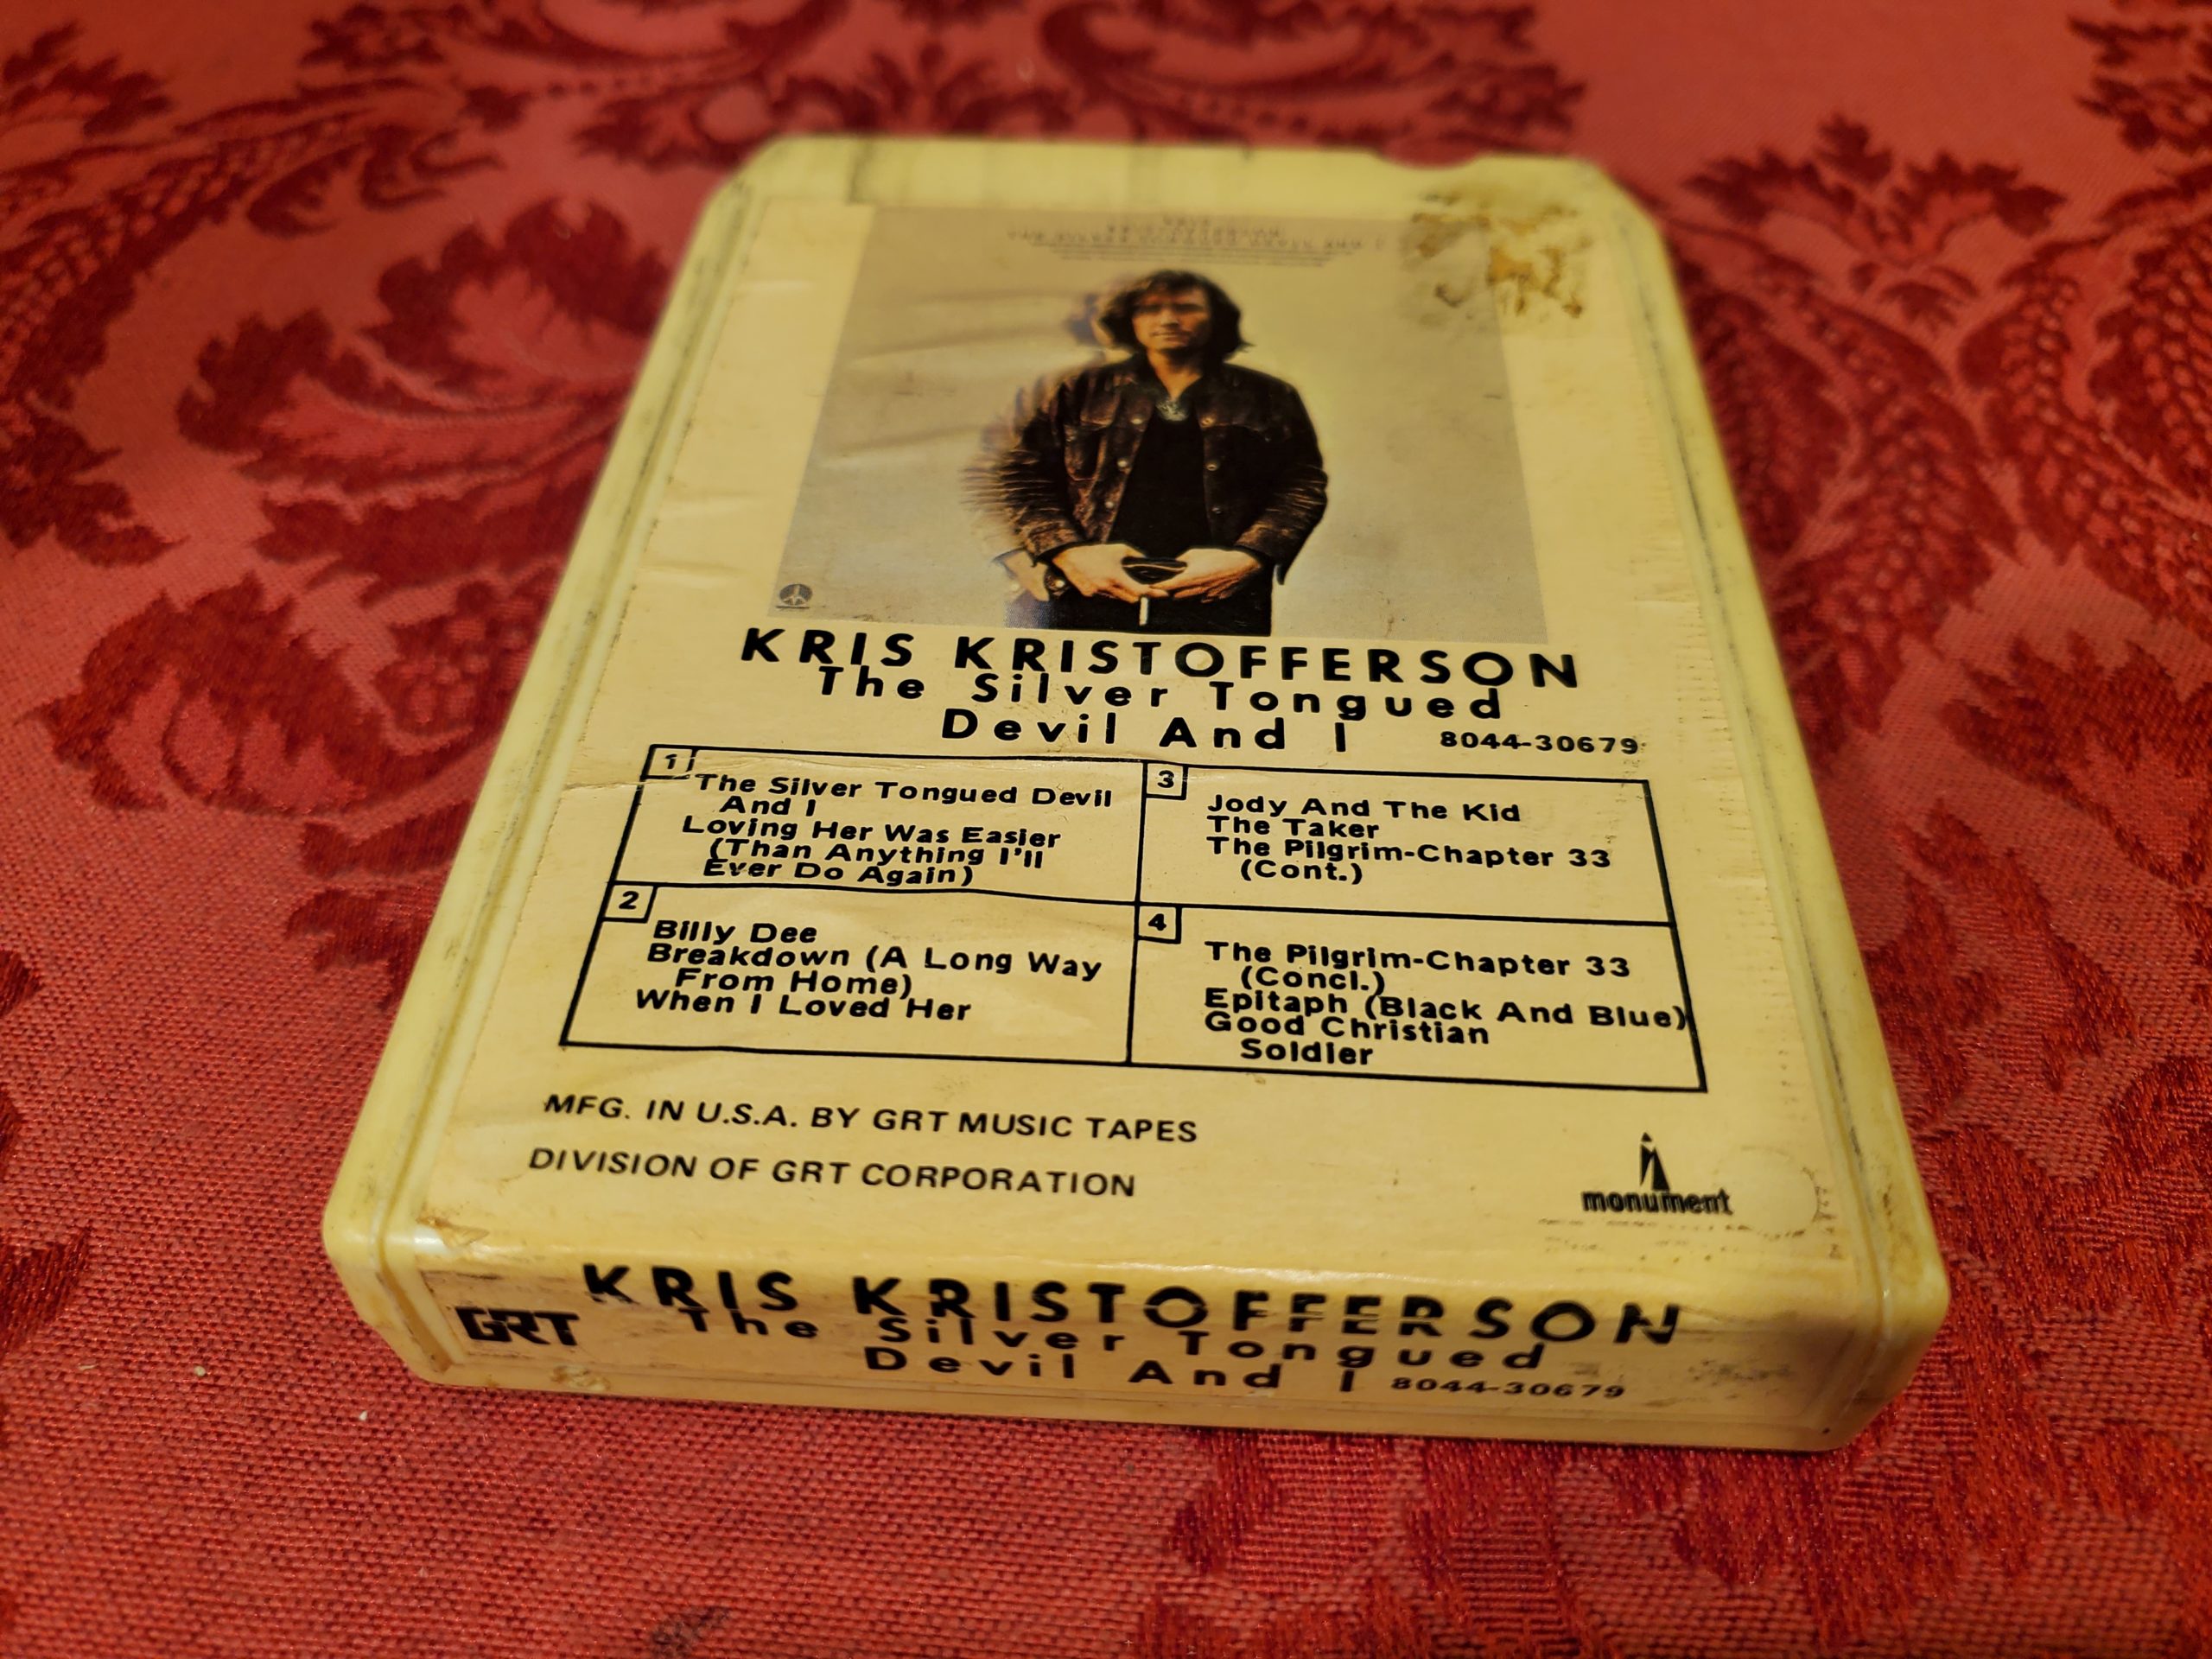 KRIS KRISTOFFERSON
The Silver Tongued
Devil And I 8044-30679
1
The Silver Tongued Devil
And I
Loving Her Was Easier
(Than Anything I'll
Ever Do Again)
2
Billy Dee
Breakdown (A Long Way
From Home)
When I Loved Her
3
Jody And The Kid
The Taker
The Pilgrim-Chapter 33
(Cont.)
4
The Pilgrim-Chapter 33
(Concl.)
Epitaph (Black And Blue)
Good Christian
Soldier
MFG. IN U.S.A. BY GRT MUSIC TAPES
DIVISION OF GRT CORPORATION
monument
GRT
KRIS KRISTOFFERSON
The Silver Tongued
Devil And I 8044-30679